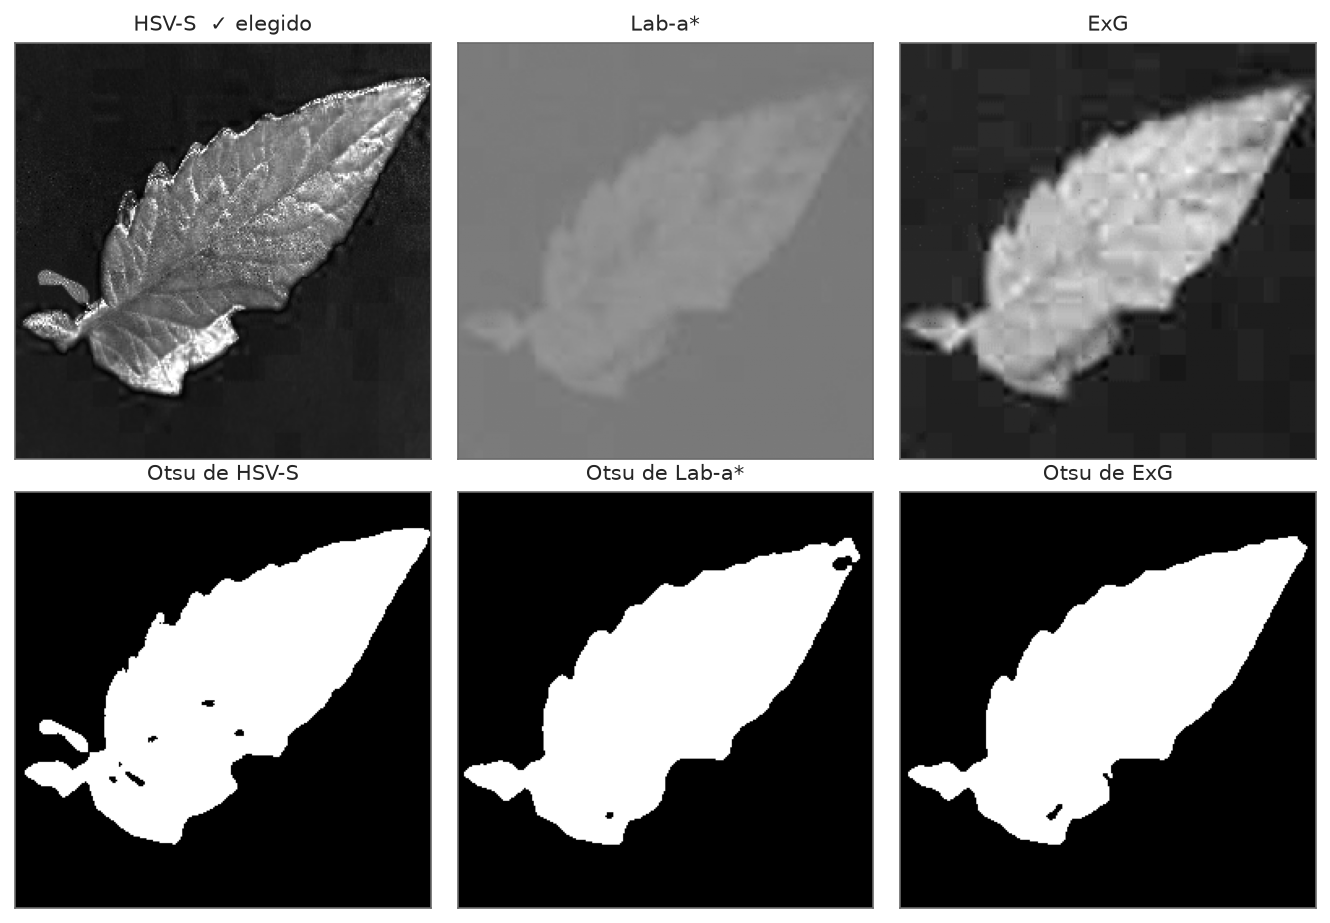 HSV-S ✓ elegido
Lab-a*
ExG
Otsu de HSV-S
Otsu de Lab-a*
Otsu de ExG